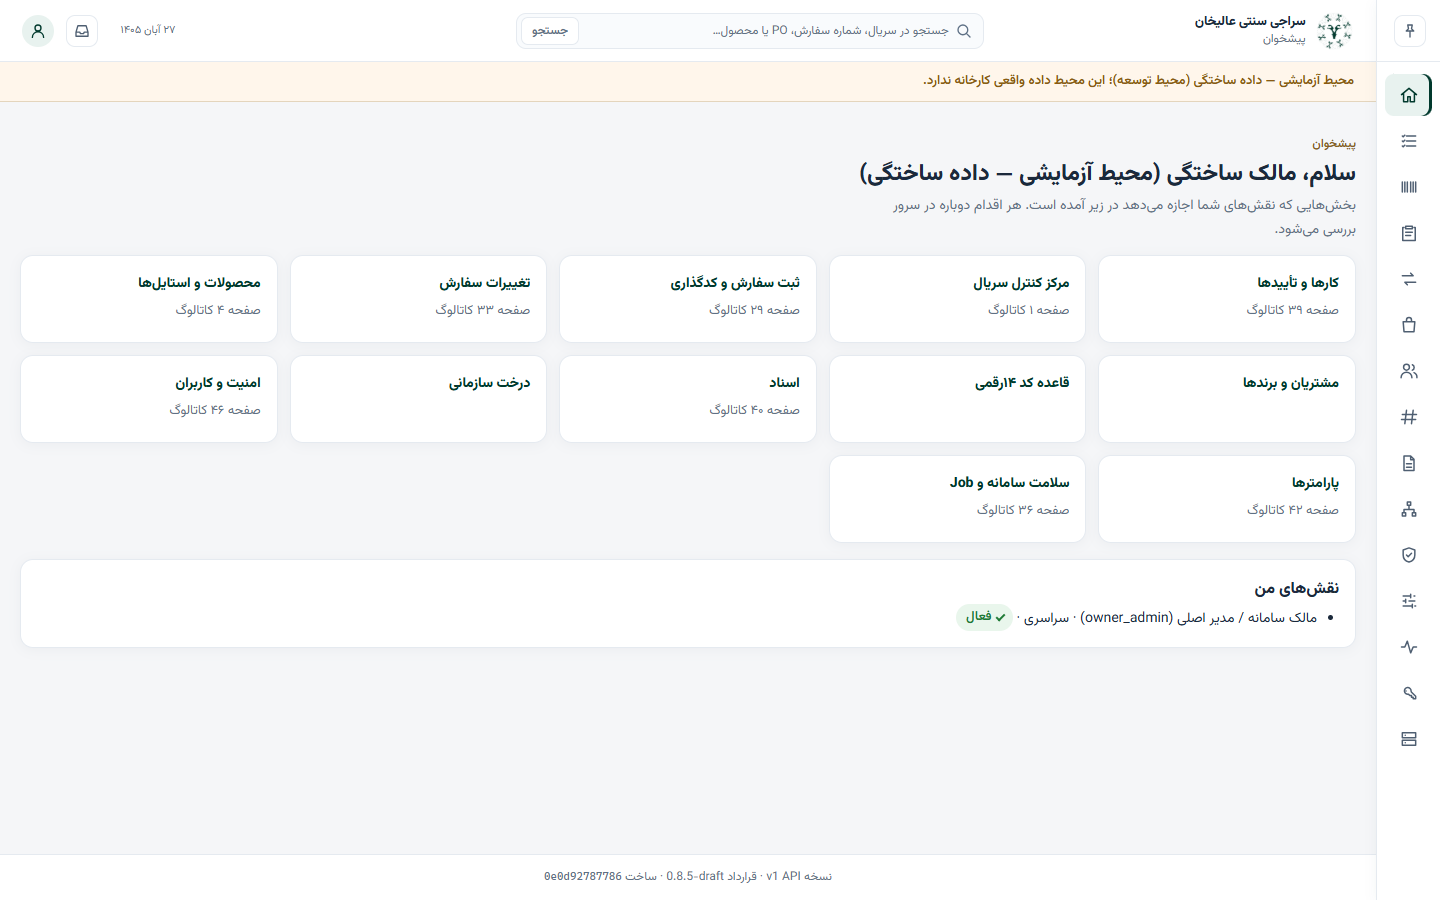 سراجی سنتی عالیخان
پیشخوان
جستجو در سریال، شماره سفارش، PO یا محصول...
جستجو
۲۷ آبان ۱۴۰۵
محیط آزمایشی — داده ساختگی (محیط توسعه)؛ این محیط داده واقعی کارخانه ندارد.
پیشخوان
سلام، مالک ساختگی (محیط آزمایشی — داده ساختگی)
بخش‌هایی که نقش‌های شما اجازه می‌دهد در زیر آمده است. هر اقدام دوباره در سرور
بررسی می‌شود.
کارها و تأییدها
صفحه ۳۹ کاتالوگ
مرکز کنترل سریال
صفحه ۱ کاتالوگ
ثبت سفارش و کدگذاری
صفحه ۲۹ کاتالوگ
تغییرات سفارش
صفحه ۳۳ کاتالوگ
محصولات و استایل‌ها
صفحه ۴ کاتالوگ
مشتریان و برندها
قاعده کد ۱۴رقمی
اسناد
صفحه ۴۰ کاتالوگ
درخت سازمانی
امنیت و کاربران
صفحه ۴۶ کاتالوگ
پارامترها
صفحه ۴۲ کاتالوگ
سلامت سامانه و Job
صفحه ۳۶ کاتالوگ
نقش‌های من
• مالک سامانه / مدیر اصلی (owner_admin) · سراسری · ✔ فعال
نسخه v1 API · قرارداد 0.8.5-draft · ساخت 0e0d92787786